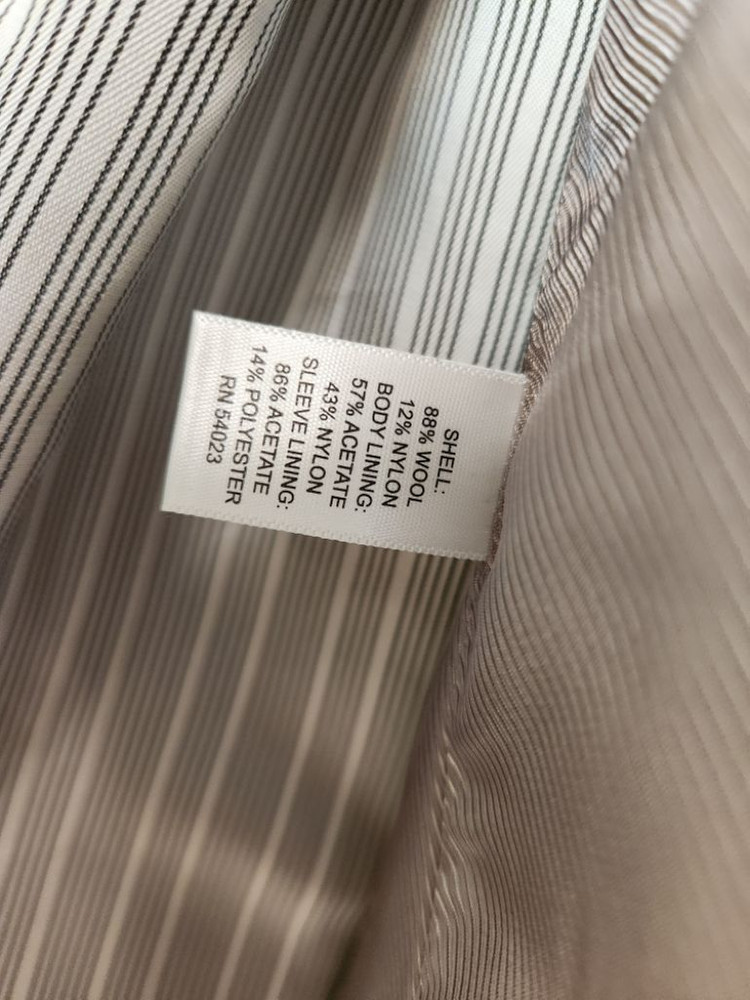 SHELL:
88% WOOL
12% NYLON
BODY LINING:
57% ACETATE
43% NYLON
SLEEVE LINING:
86% ACETATE
14% POLYESTER
RN 54023